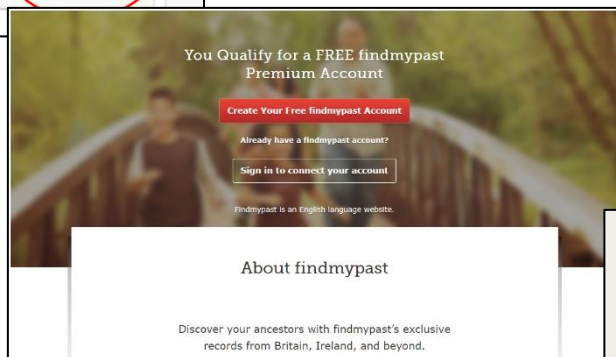 You Qualify for a FREE findmypast
Premium Account
Create Your Free findmypast Account
Already have a findmypast account?
Sign in to connect your account
Findmypast is an English language website.
About findmypast
Discover your ancestors with findmypast's exclusive
records from Britain, Ireland, and beyond.